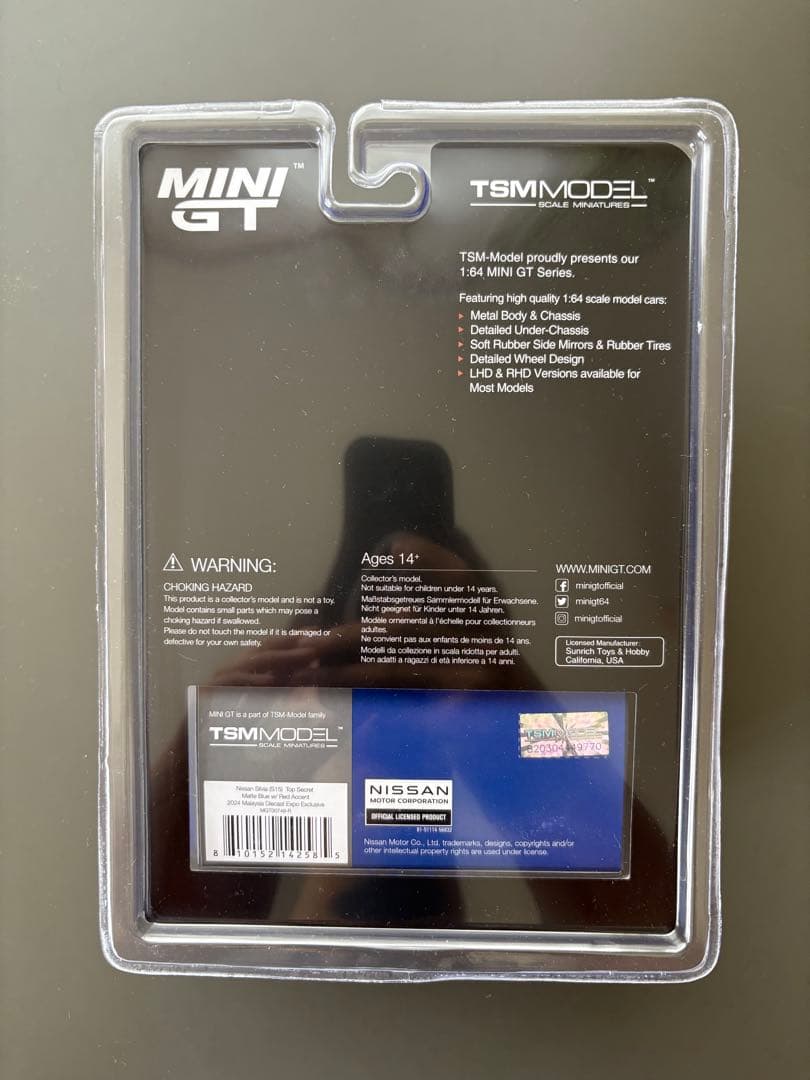 MINI GT™
TSMMODEL™
SCALE MINIATURES
TSM-Model proudly presents our
1:64 MINI GT Series.
Featuring high quality 1:64 scale model cars:
Metal Body & Chassis
Detailed Under-Chassis
Soft Rubber Side Mirrors & Rubber Tires
Detailed Wheel Design
LHD & RHD Versions available for
Most Models
WARNING:
CHOKING HAZARD
This product is a collector's model and is not a toy.
Model contains small parts which may pose a
choking hazard if swallowed.
Please do not touch the model if it is damaged or
defective for your own safety.
Ages 14+
Collector's model.
Not suitable for children under 14 years.
Maßstabsgetreues Sammlermodell für Erwachsene.
Nicht geeignet für Kinder unter 14 Jahren.
Modèle ornemental à l'échelle pour collectionneurs
adultes.
Ne convient pas aux enfants de moins de 14 ans.
Modelli da collezione in scala ridotta per adulti.
Non adatti a ragazzi di età inferiore a 14 anni.
WWW.MINIGT.COM
minigtofficial
minigt64
minigtofficial
Licensed Manufacturer:
Sunrich Toys & Hobby
California, USA
MINI GT is a part of TSM-Model family
TSMMODEL™
SCALE MINIATURES
Nissan Silvia (S15) Top Secret
Matte Blue w/ Red Accent
2024 Malaysia Diecast Expo Exclusive
8 10152 14258 5
NISSAN
MOTOR CORPORATION
OFFICIAL LICENSED PRODUCT
Nissan Motor Co., Ltd. trademarks, designs, copyrights and/or
other intellectual property rights are used under license.
TSMMODEL